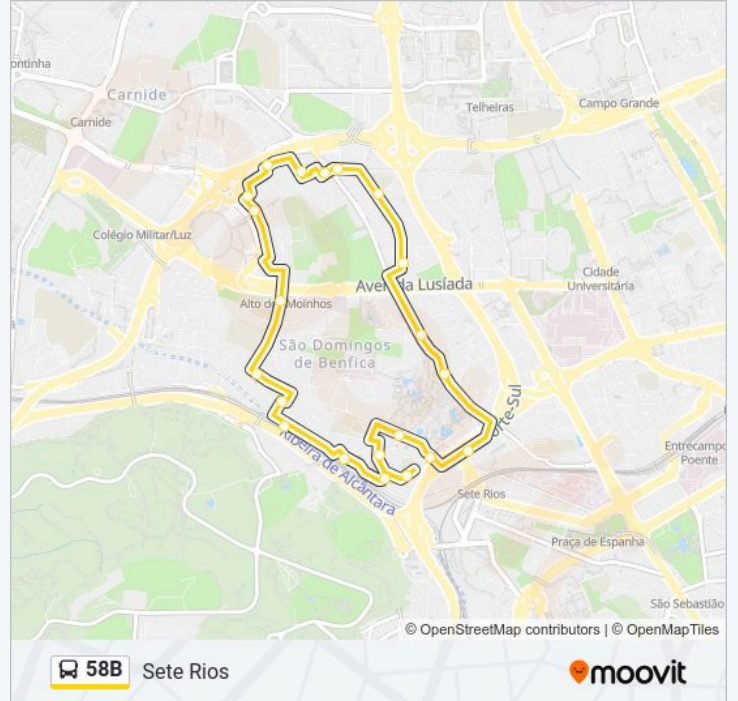 ontinha
Carnide
Telheiras
Campo Grande
Carnide
Colégio Militar/Luz
Cidade
Universitária
Avenida Lusíada
Alto dos Moinhos
São Domingos
de Benfica
orte-Sul
Ribeira de Alcântara
Entrecampo
Poente
Sete Rios
Praça de Espanha
São Sebastião
© OpenStreetMap contributors | © OpenMapTiles
58B
Sete Rios
moovit